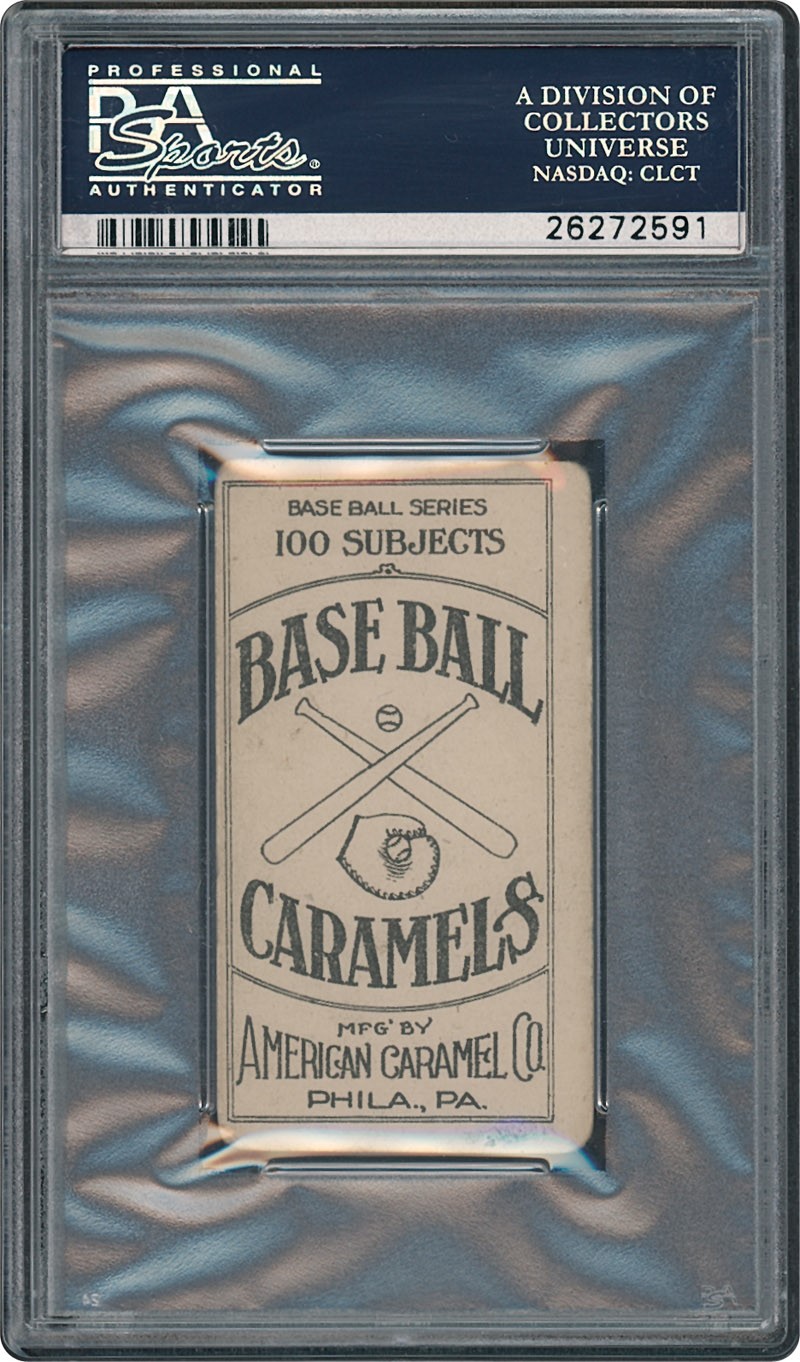 PROFESSIONAL
PSA
Sports®
AUTHENTICATOR
A DIVISION OF
COLLECTORS
UNIVERSE
NASDAQ: CLCT
26272591
BASE BALL SERIES
100 SUBJECTS
BASE BALL
CARAMELS
MFG' BY
AMERICAN CARAMEL CO.
PHILA., PA.